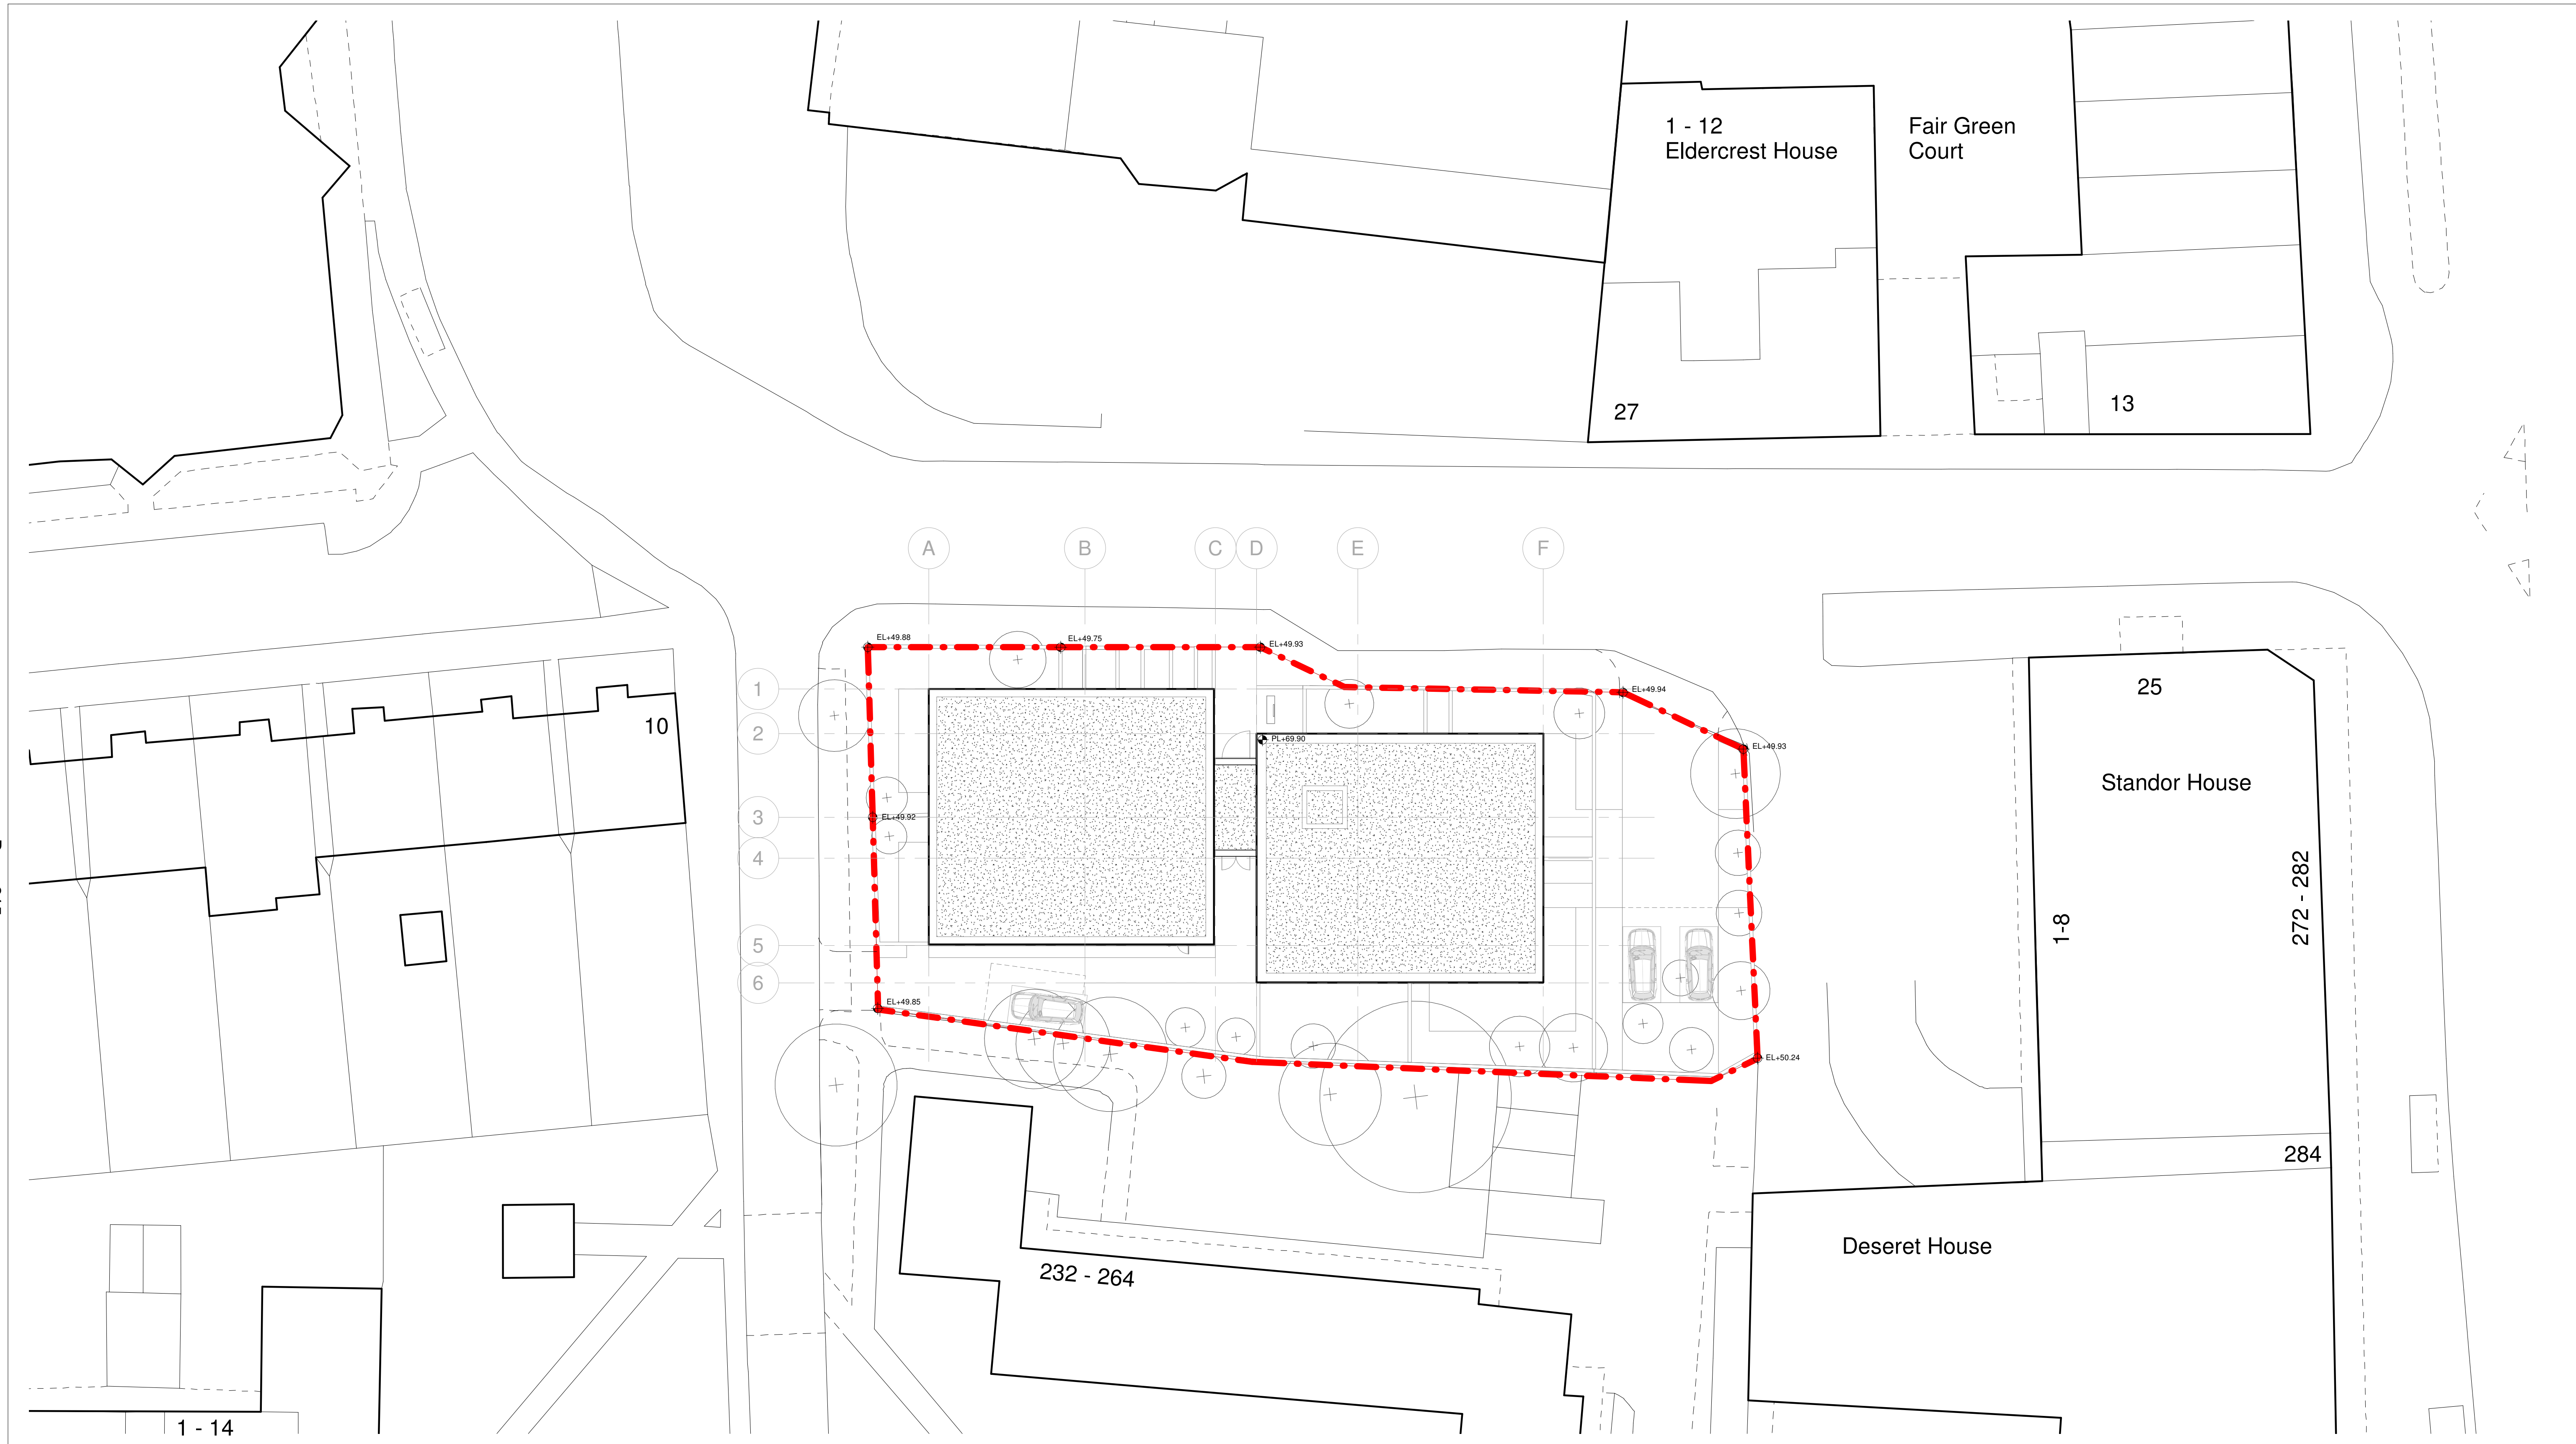 1 - 12
Eldercrest House
Fair Green
Court
27
13
A
B
C
D
E
F
EL+49.88
EL+49.75
EL+49.93
1
EL+49.94
25
10
2
PL+69.90
EL+49.93
Standor House
3
EL+49.92
4
1-8
272 - 282
5
6
EL+49.85
EL+50.24
284
Deseret House
232 - 264
1 - 14